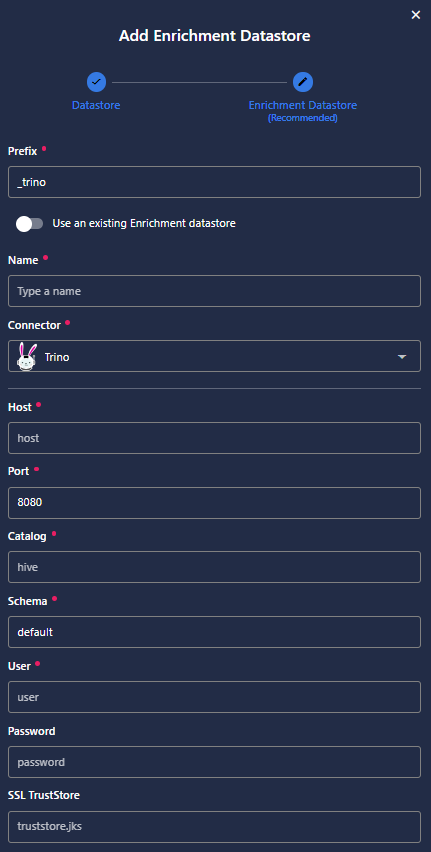 Add Enrichment Datastore
Datastore
Enrichment Datastore
(Recommended)
Prefix •
_trino
Use an existing Enrichment datastore
Name •
Type a name
Connector •
Trino
Host •
host
Port •
8080
Catalog •
hive
Schema •
default
User •
user
Password
password
SSL TrustStore
truststore.jks